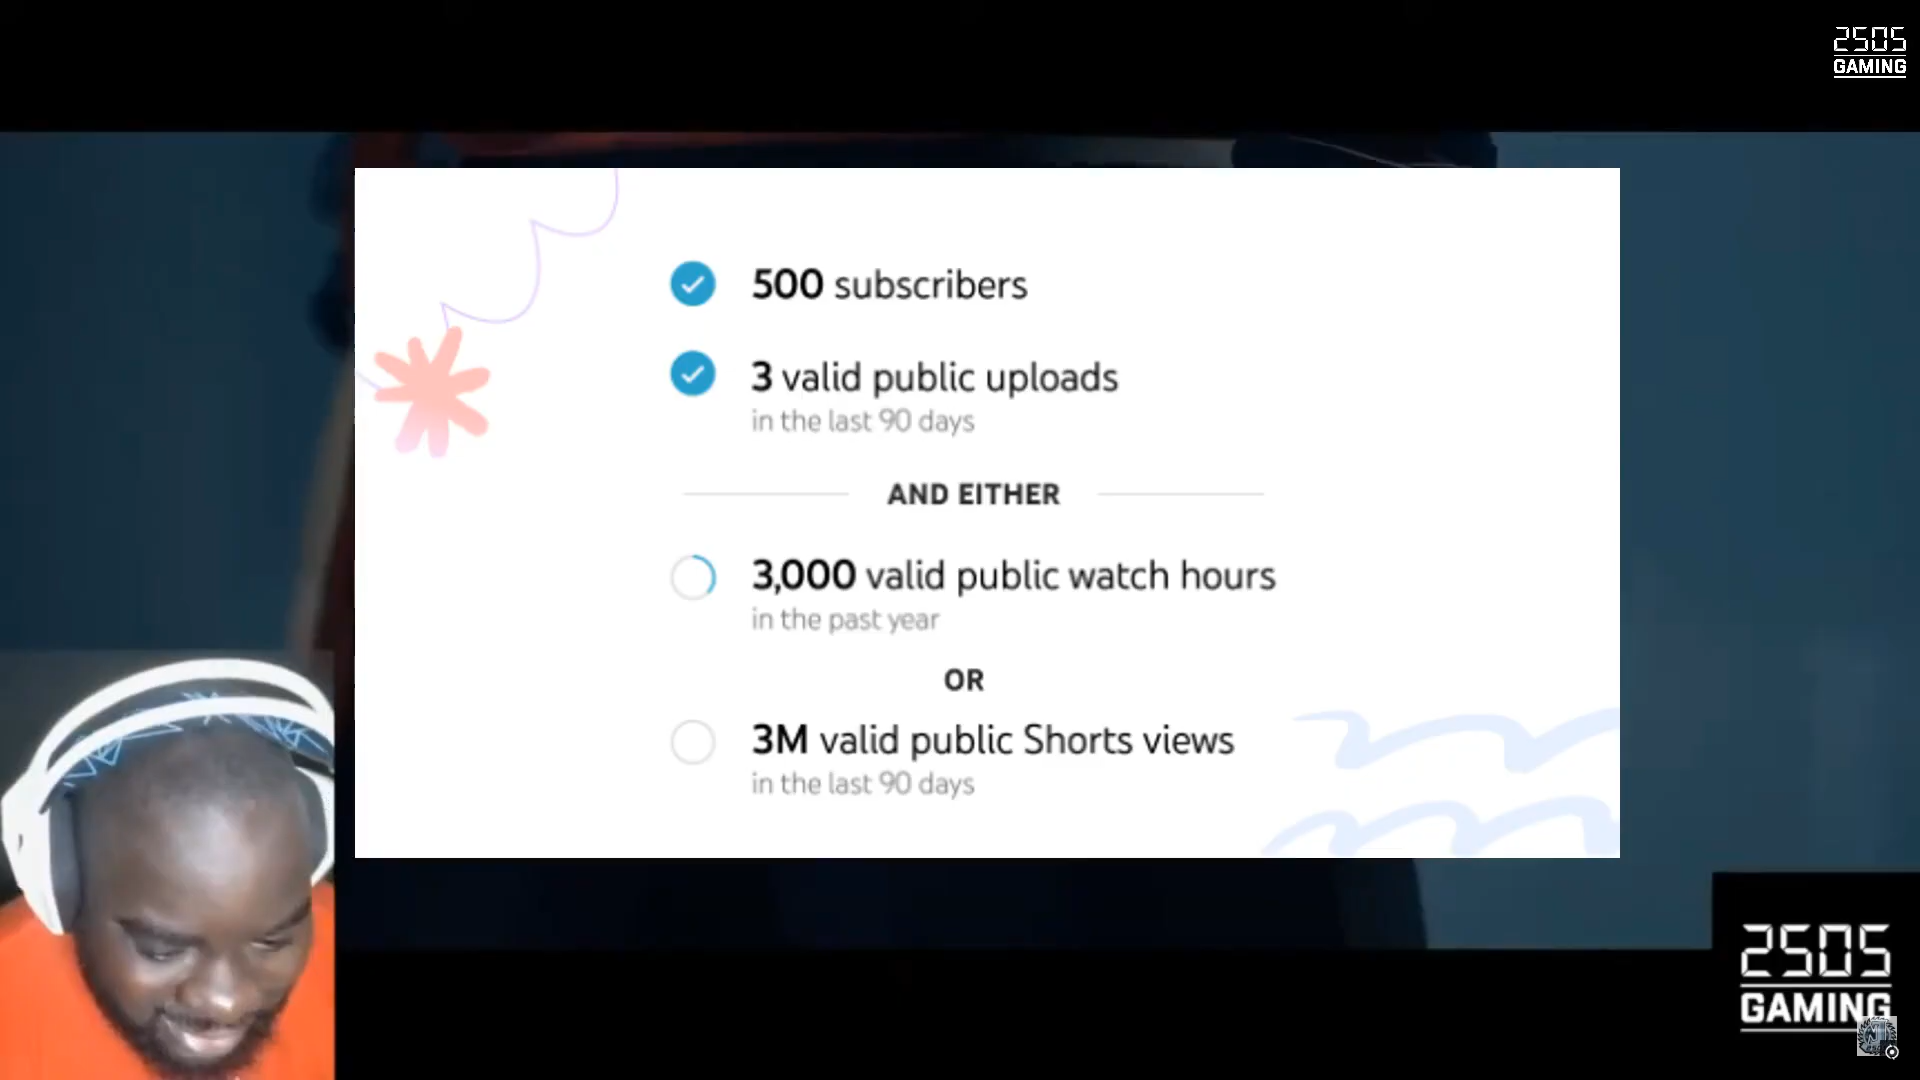 2505
GAMING
500 subscribers
3 valid public uploads
in the last 90 days
AND EITHER
3,000 valid public watch hours
in the past year
OR
3M valid public Shorts views
in the last 90 days
2505
GAMING